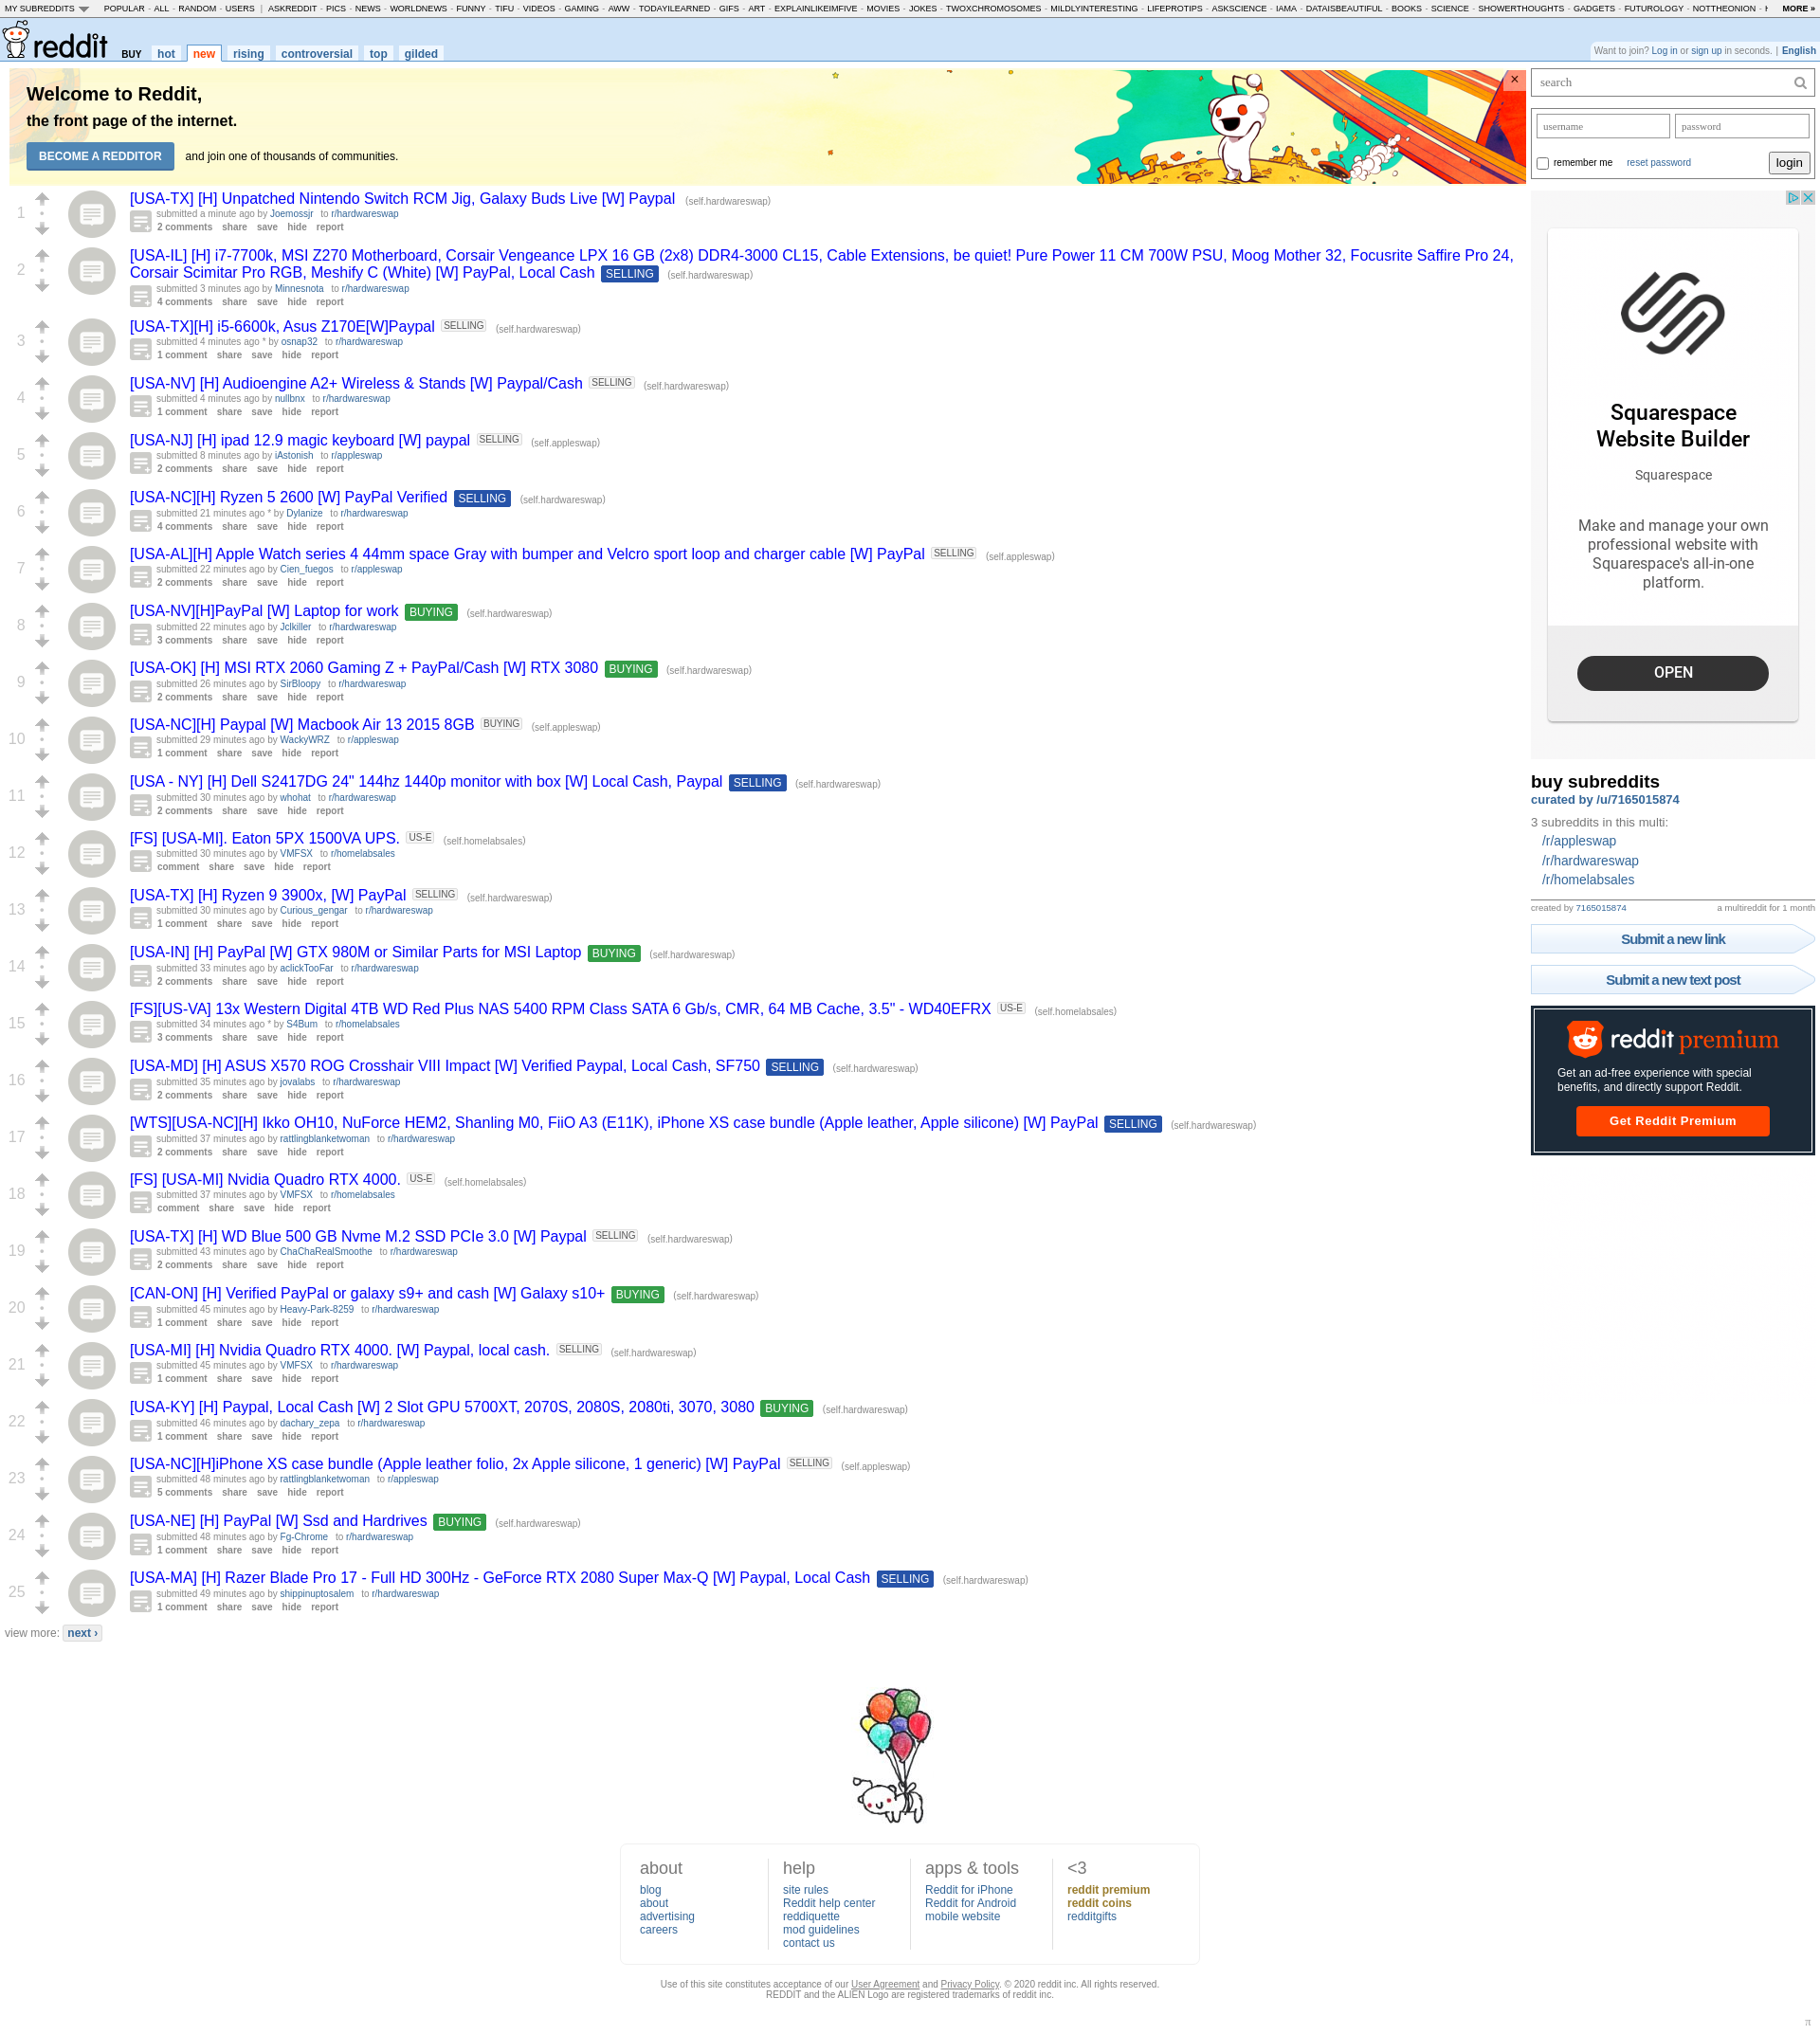 MY SUBREDDITS POPULAR - ALL - RANDOM - USERS | ASKREDDIT - PICS - NEWS - WORLDNEWS - FUNNY - TIFU - VIDEOS - GAMING - AWW - TODAYILEARNED - GIFS - ART - EXPLAINLIKEIMFIVE - MOVIES - JOKES - TWOXCHROMOSOMES - MILDLYINTERESTING - LIFEPROTIPS - ASKSCIENCE - IAMA - DATAISBEAUTIFUL - BOOKS - SCIENCE - SHOWERTHOUGHTS - GADGETS - FUTUROLOGY - NOTTHEONION - MORE »
reddit BUY hot new rising controversial top gilded
Want to join? Log in or sign up in seconds. | English
Welcome to Reddit,
the front page of the internet.
BECOME A REDDITOR and join one of thousands of communities.
×
1
[USA-TX] [H] Unpatched Nintendo Switch RCM Jig, Galaxy Buds Live [W] Paypal (self.hardwareswap)
submitted a minute ago by Joemossjr to r/hardwareswap
2 comments share save hide report
2
[USA-IL] [H] i7-7700k, MSI Z270 Motherboard, Corsair Vengeance LPX 16 GB (2x8) DDR4-3000 CL15, Cable Extensions, be quiet! Pure Power 11 CM 700W PSU, Moog Mother 32, Focusrite Saffire Pro 24,
Corsair Scimitar Pro RGB, Meshify C (White) [W] PayPal, Local Cash SELLING (self.hardwareswap)
submitted 3 minutes ago by Minnesnota to r/hardwareswap
4 comments share save hide report
3
[USA-TX][H] i5-6600k, Asus Z170E[W]Paypal SELLING (self.hardwareswap)
submitted 4 minutes ago * by osnap32 to r/hardwareswap
1 comment share save hide report
4
[USA-NV] [H] Audioengine A2+ Wireless & Stands [W] Paypal/Cash SELLING (self.hardwareswap)
submitted 4 minutes ago by nullbnx to r/hardwareswap
1 comment share save hide report
5
[USA-NJ] [H] ipad 12.9 magic keyboard [W] paypal SELLING (self.appleswap)
submitted 8 minutes ago by iAstonish to r/appleswap
2 comments share save hide report
6
[USA-NC][H] Ryzen 5 2600 [W] PayPal Verified SELLING (self.hardwareswap)
submitted 21 minutes ago * by Dylanize to r/hardwareswap
4 comments share save hide report
7
[USA-AL][H] Apple Watch series 4 44mm space Gray with bumper and Velcro sport loop and charger cable [W] PayPal SELLING (self.appleswap)
submitted 22 minutes ago by Cien_fuegos to r/appleswap
2 comments share save hide report
8
[USA-NV][H]PayPal [W] Laptop for work BUYING (self.hardwareswap)
submitted 22 minutes ago by Jclkiller to r/hardwareswap
3 comments share save hide report
9
[USA-OK] [H] MSI RTX 2060 Gaming Z + PayPal/Cash [W] RTX 3080 BUYING (self.hardwareswap)
submitted 26 minutes ago by SirBloopy to r/hardwareswap
2 comments share save hide report
10
[USA-NC][H] Paypal [W] Macbook Air 13 2015 8GB BUYING (self.appleswap)
submitted 29 minutes ago by WackyWRZ to r/appleswap
1 comment share save hide report
11
[USA - NY] [H] Dell S2417DG 24" 144hz 1440p monitor with box [W] Local Cash, Paypal SELLING (self.hardwareswap)
submitted 30 minutes ago by whohat to r/hardwareswap
2 comments share save hide report
12
[FS] [USA-MI]. Eaton 5PX 1500VA UPS. US-E (self.homelabsales)
submitted 30 minutes ago by VMFSX to r/homelabsales
comment share save hide report
13
[USA-TX] [H] Ryzen 9 3900x, [W] PayPal SELLING (self.hardwareswap)
submitted 30 minutes ago by Curious_gengar to r/hardwareswap
1 comment share save hide report
14
[USA-IN] [H] PayPal [W] GTX 980M or Similar Parts for MSI Laptop BUYING (self.hardwareswap)
submitted 33 minutes ago by aclickTooFar to r/hardwareswap
2 comments share save hide report
15
[FS][US-VA] 13x Western Digital 4TB WD Red Plus NAS 5400 RPM Class SATA 6 Gb/s, CMR, 64 MB Cache, 3.5" - WD40EFRX US-E (self.homelabsales)
submitted 34 minutes ago * by S4Bum to r/homelabsales
3 comments share save hide report
16
[USA-MD] [H] ASUS X570 ROG Crosshair VIII Impact [W] Verified Paypal, Local Cash, SF750 SELLING (self.hardwareswap)
submitted 35 minutes ago by jovalabs to r/hardwareswap
2 comments share save hide report
17
[WTS][USA-NC][H] Ikko OH10, NuForce HEM2, Shanling M0, FiiO A3 (E11K), iPhone XS case bundle (Apple leather, Apple silicone) [W] PayPal SELLING (self.hardwareswap)
submitted 37 minutes ago by rattlingblanketwoman to r/hardwareswap
2 comments share save hide report
18
[FS] [USA-MI] Nvidia Quadro RTX 4000. US-E (self.homelabsales)
submitted 37 minutes ago by VMFSX to r/homelabsales
comment share save hide report
19
[USA-TX] [H] WD Blue 500 GB Nvme M.2 SSD PCIe 3.0 [W] Paypal SELLING (self.hardwareswap)
submitted 43 minutes ago by ChaChaRealSmoothe to r/hardwareswap
2 comments share save hide report
20
[CAN-ON] [H] Verified PayPal or galaxy s9+ and cash [W] Galaxy s10+ BUYING (self.hardwareswap)
submitted 45 minutes ago by Heavy-Park-8259 to r/hardwareswap
1 comment share save hide report
21
[USA-MI] [H] Nvidia Quadro RTX 4000. [W] Paypal, local cash. SELLING (self.hardwareswap)
submitted 45 minutes ago by VMFSX to r/hardwareswap
1 comment share save hide report
22
[USA-KY] [H] Paypal, Local Cash [W] 2 Slot GPU 5700XT, 2070S, 2080S, 2080ti, 3070, 3080 BUYING (self.hardwareswap)
submitted 46 minutes ago by dachary_zepa to r/hardwareswap
1 comment share save hide report
23
[USA-NC][H]iPhone XS case bundle (Apple leather folio, 2x Apple silicone, 1 generic) [W] PayPal SELLING (self.appleswap)
submitted 48 minutes ago by rattlingblanketwoman to r/appleswap
5 comments share save hide report
24
[USA-NE] [H] PayPal [W] Ssd and Hardrives BUYING (self.hardwareswap)
submitted 48 minutes ago by Fg-Chrome to r/hardwareswap
1 comment share save hide report
25
[USA-MA] [H] Razer Blade Pro 17 - Full HD 300Hz - GeForce RTX 2080 Super Max-Q [W] Paypal, Local Cash SELLING (self.hardwareswap)
submitted 49 minutes ago by shippinuptosalem to r/hardwareswap
1 comment share save hide report
view more: next ›
search
username password
remember me reset password login
Squarespace
Website Builder
Squarespace
Make and manage your own
professional website with
Squarespace's all-in-one
platform.
OPEN
buy subreddits
curated by /u/7165015874
3 subreddits in this multi:
/r/appleswap
/r/hardwareswap
/r/homelabsales
created by 7165015874 a multireddit for 1 month
Submit a new link
Submit a new text post
reddit premium
Get an ad-free experience with special
benefits, and directly support Reddit.
Get Reddit Premium
about
blog
about
advertising
careers
help
site rules
Reddit help center
reddiquette
mod guidelines
contact us
apps & tools
Reddit for iPhone
Reddit for Android
mobile website
<3
reddit premium
reddit coins
redditgifts
Use of this site constitutes acceptance of our User Agreement and Privacy Policy. © 2020 reddit inc. All rights reserved.
REDDIT and the ALIEN Logo are registered trademarks of reddit inc.
π